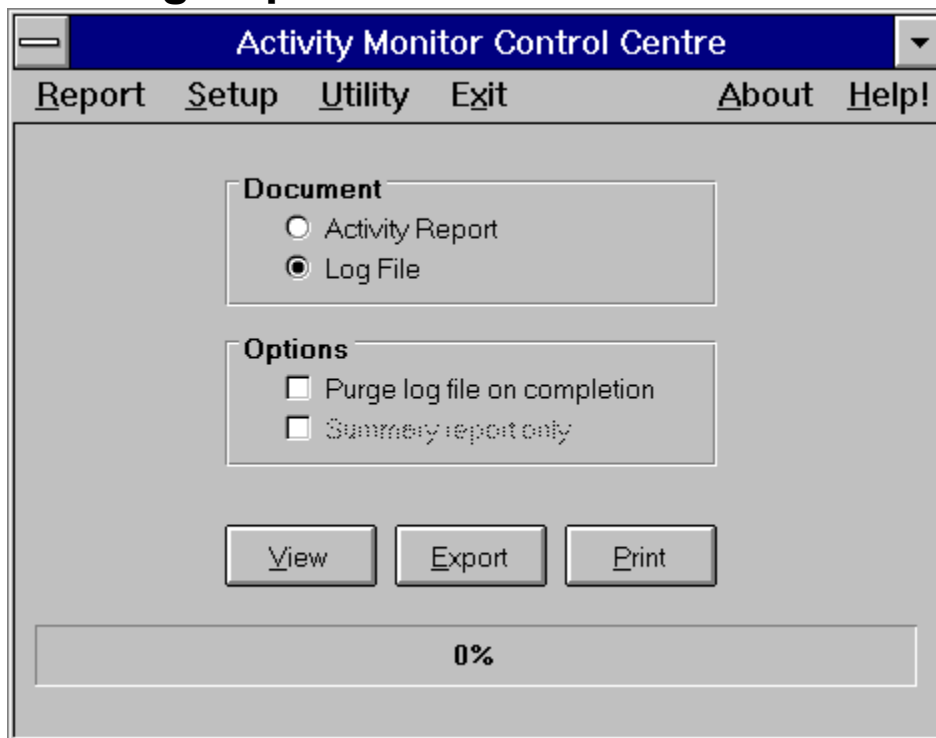 Activity Monitor Control Centre
Report Setup Utility Exit About Help!
Document
Activity Report
Log File
Options
Purge log file on completion
Summary report only
View Export Print
0%